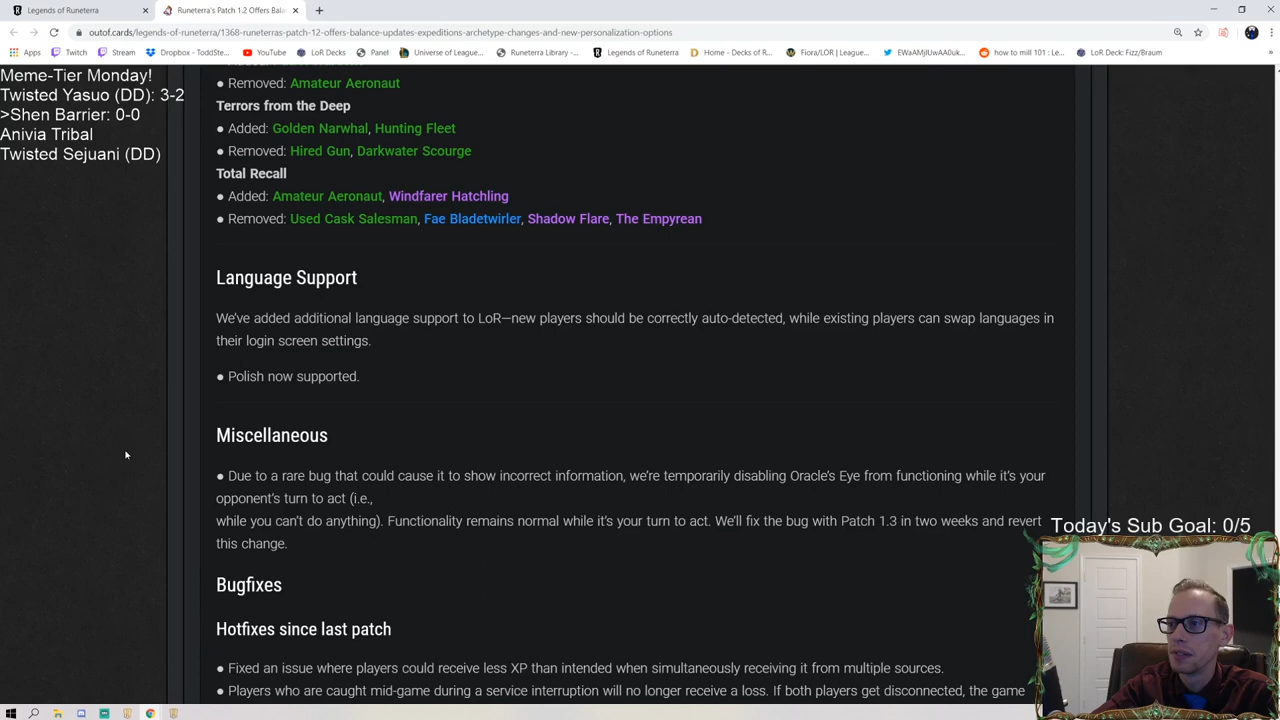 Legends of Runeterra
Runeterra's Patch 1.2 Offers Bala
outof.cards/legends-of-runeterra/1368-runeterras-patch-12-offers-balance-updates-expeditions-archetype-changes-and-new-personalization-options
Apps Twitch Stream Dropbox - ToddSte... YouTube LoR Decks Panel Universe of League... Runeterra Library -... Legends of Runeterra Home - Decks of R... Fiora/LOR | League... EWaAMjlUwAA0uk... how to mill 101 : Le... LoR Deck: Fizz/Braum
Meme-Tier Monday!
Twisted Yasuo (DD): 3-2
>Shen Barrier: 0-0
Anivia Tribal
Twisted Sejuani (DD)
● Removed: Amateur Aeronaut
Terrors from the Deep
● Added: Golden Narwhal, Hunting Fleet
● Removed: Hired Gun, Darkwater Scourge
Total Recall
● Added: Amateur Aeronaut, Windfarer Hatchling
● Removed: Used Cask Salesman, Fae Bladetwirler, Shadow Flare, The Empyrean
Language Support
We've added additional language support to LoR—new players should be correctly auto-detected, while existing players can swap languages in
their login screen settings.
● Polish now supported.
Miscellaneous
● Due to a rare bug that could cause it to show incorrect information, we're temporarily disabling Oracle's Eye from functioning while it's your
opponent's turn to act (i.e.,
while you can't do anything). Functionality remains normal while it's your turn to act. We'll fix the bug with Patch 1.3 in two weeks and revert
this change.
Today's Sub Goal: 0/5
Bugfixes
Hotfixes since last patch
● Fixed an issue where players could receive less XP than intended when simultaneously receiving it from multiple sources.
● Players who are caught mid-game during a service interruption will no longer receive a loss. If both players get disconnected, the game